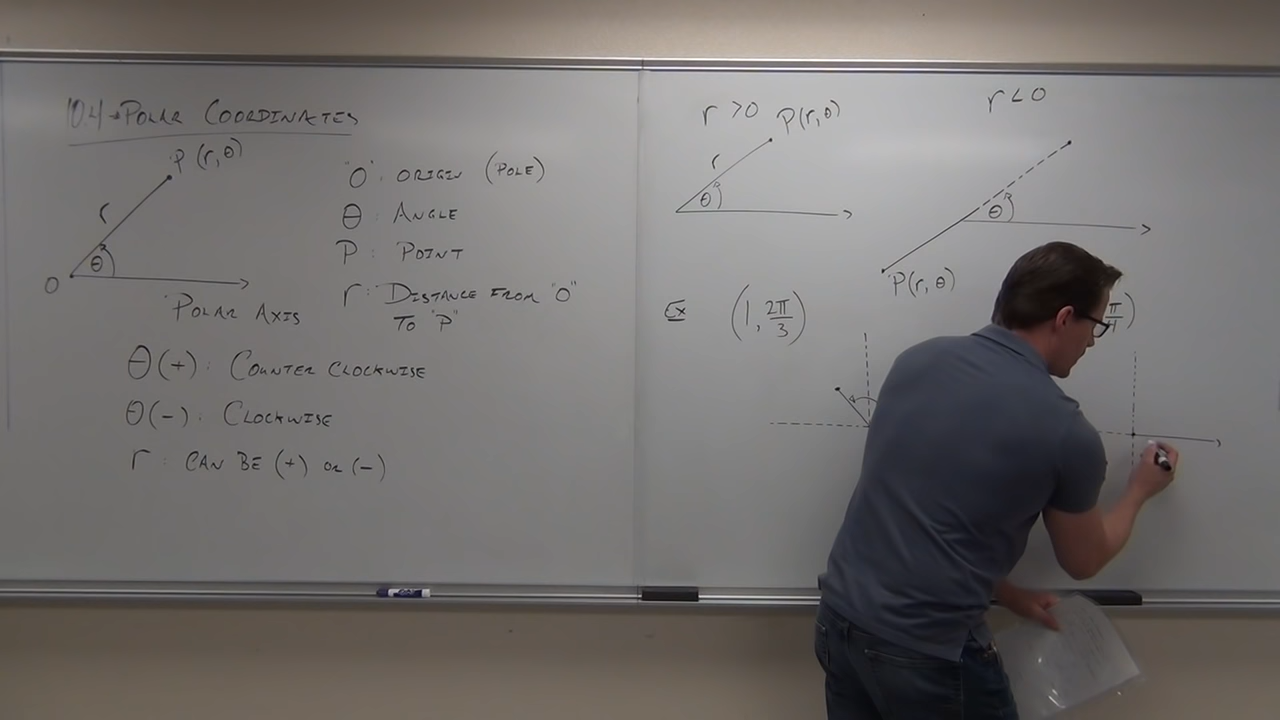 10.4 → POLAR COORDINATES
P (r, θ)
r
θ
O
POLAR AXIS
"O" : ORIGIN (POLE)
θ : ANGLE
P : POINT
r : DISTANCE FROM "O"
TO "P"
θ(+) : COUNTER CLOCKWISE
θ(-) : CLOCKWISE
r : CAN BE (+) OR (-)
r > 0
P(r, θ)
r
θ
r < 0
θ
P(r, θ)
Ex (1, 2π/3)
π/4)